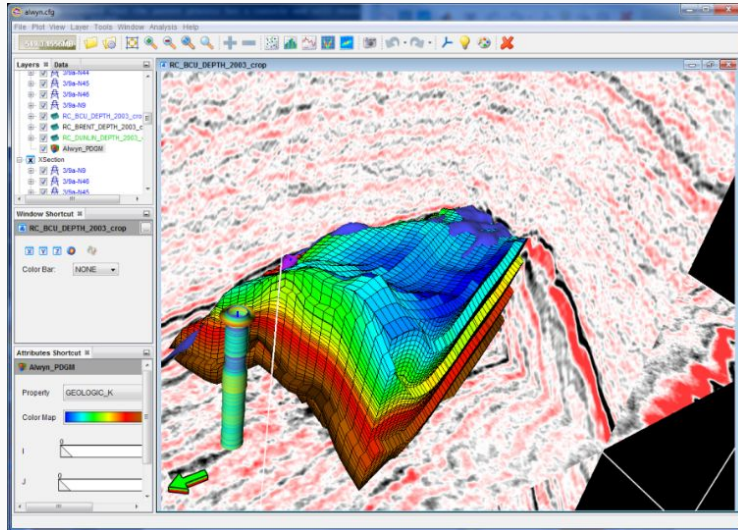 alwyn.cfg
File Plot View Layer Tools Window Analysis Help
Layers Data
3/9a-N44
3/9a-N45
3/9a-N46
3/9a-N9
RC_BCU_DEPTH_2003_crop
RC_BRENT_DEPTH_2003_c
RC_DUNLIN_DEPTH_2003_
Alwyn_PDGM
XSection
3/9a-N9
3/9a-N46
3/9a-N45
Window Shortcut
RC_BCU_DEPTH_2003_crop
X Y Z
Color Bar: NONE
Attributes Shortcut
Alwyn_PDGM
Property GEOLOGIC_K
Color Map
0
I
0
J
RC_BCU_DEPTH_2003_crop